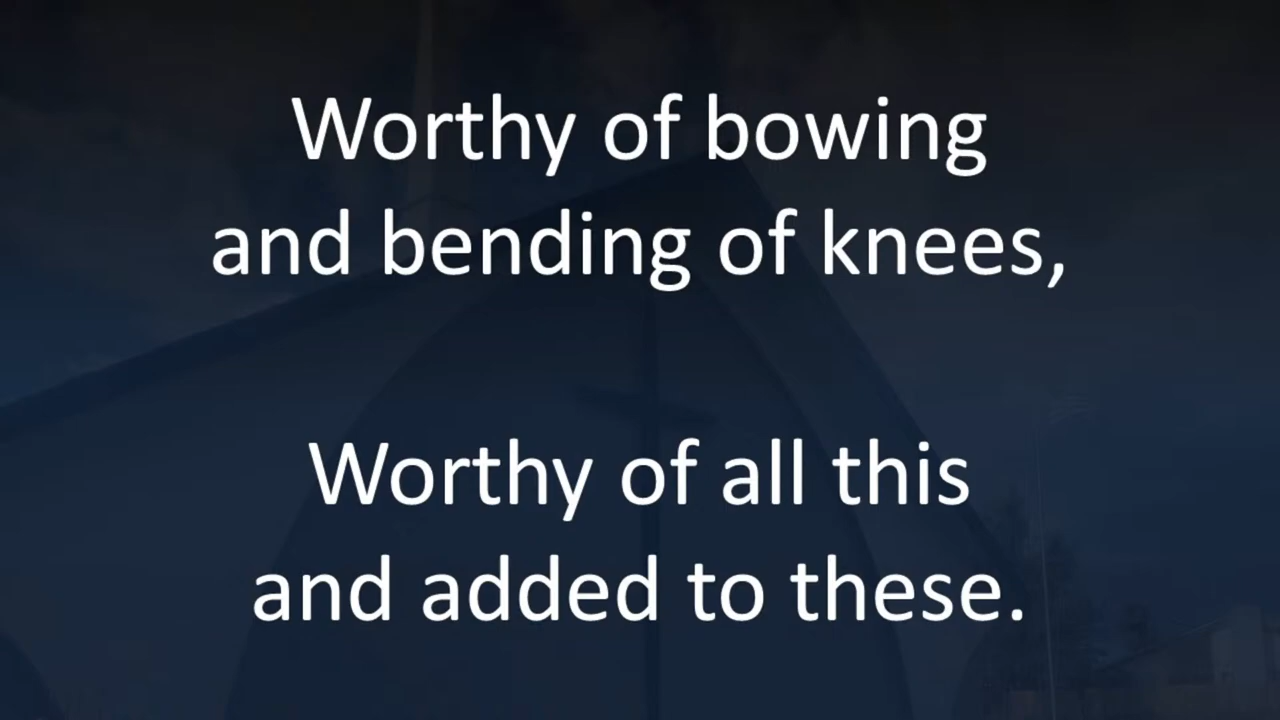 Worthy of bowing
and bending of knees,
Worthy of all this
and added to these.